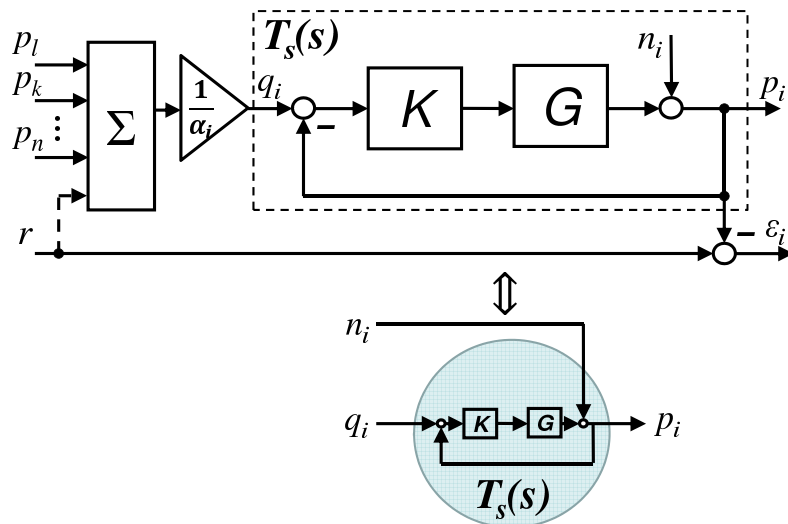 p_l
p_k
p_n
⋮
r
Σ
1/α_i
T_s(s)
q_i
−
K
G
n_i
p_i
− ε_i
n_i
q_i
K
G
p_i
T_s(s)